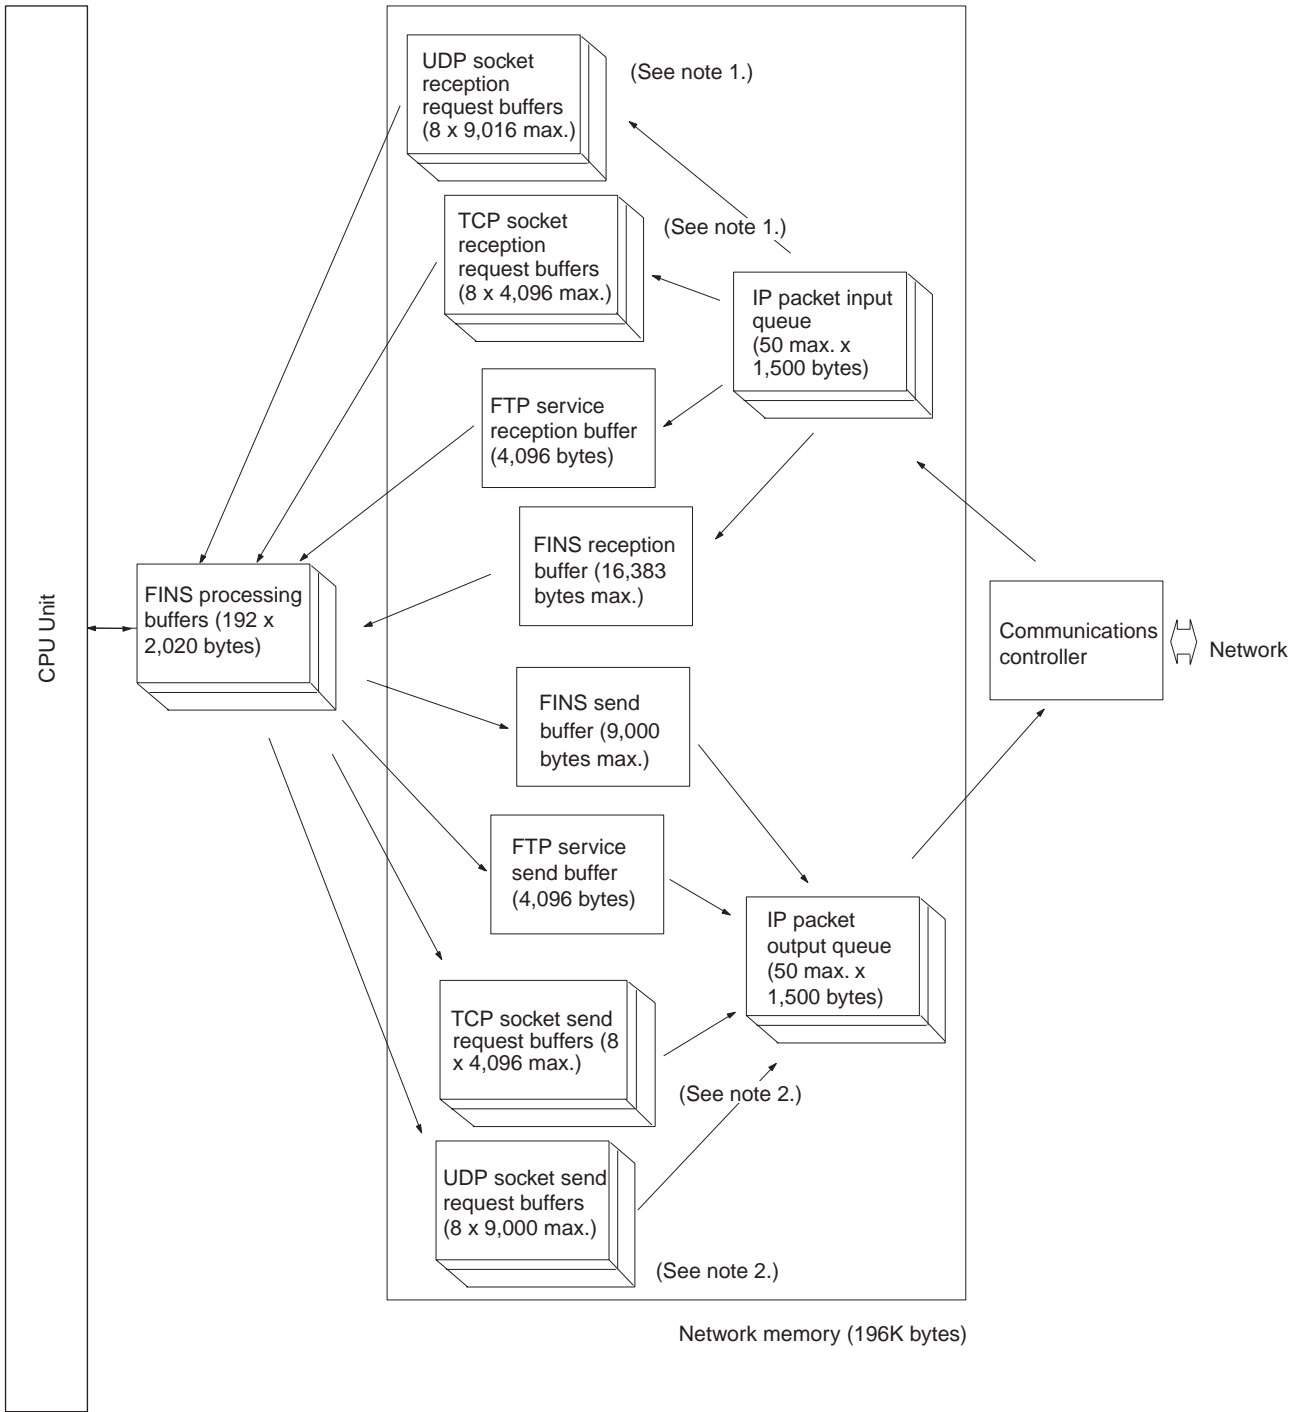 UDP socket
reception
request buffers
(8 x 9,016 max.)
(See note 1.)
TCP socket
reception
request buffers
(8 x 4,096 max.)
(See note 1.)
IP packet input
queue
(50 max. x
1,500 bytes)
FTP service
reception buffer
(4,096 bytes)
FINS reception
buffer (16,383
bytes max.)
CPU Unit
FINS processing
buffers (192 x
2,020 bytes)
Communications
controller
Network
FINS send
buffer (9,000
bytes max.)
FTP service
send buffer
(4,096 bytes)
IP packet
output queue
(50 max. x
1,500 bytes)
TCP socket send
request buffers (8
x 4,096 max.)
(See note 2.)
UDP socket send
request buffers
(8 x 9,000 max.)
(See note 2.)
Network memory (196K bytes)